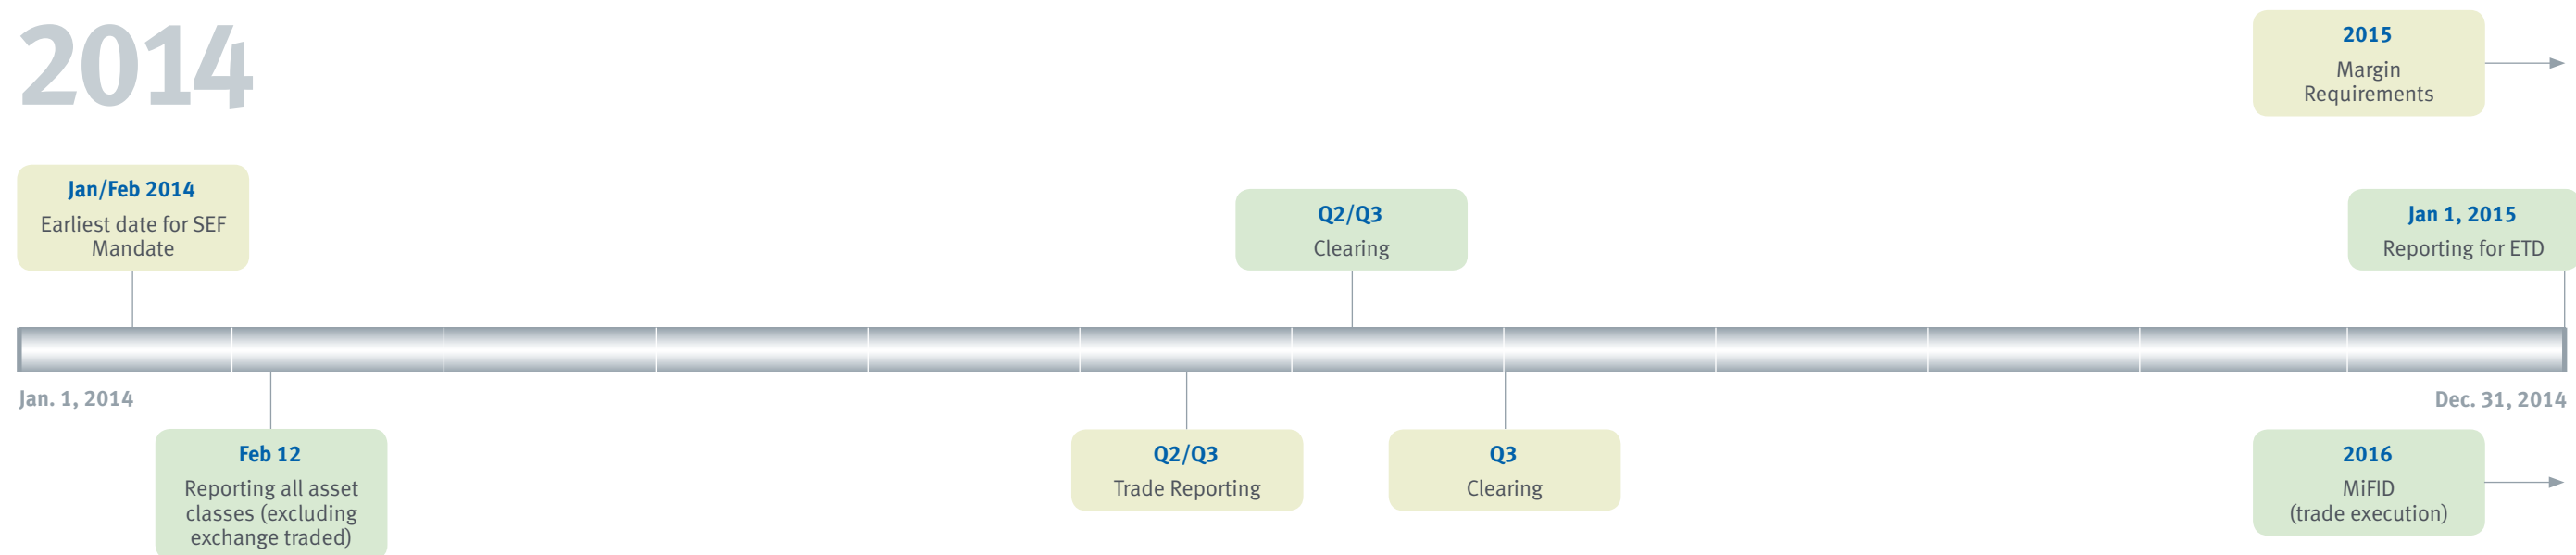 2014
2015
Margin
Requirements
Jan/Feb 2014
Earliest date for SEF
Mandate
Q2/Q3
Clearing
Jan 1, 2015
Reporting for ETD
Jan. 1, 2014
Dec. 31, 2014
Feb 12
Reporting all asset
classes (excluding
exchange traded)
Q2/Q3
Trade Reporting
Q3
Clearing
2016
MiFID
(trade execution)